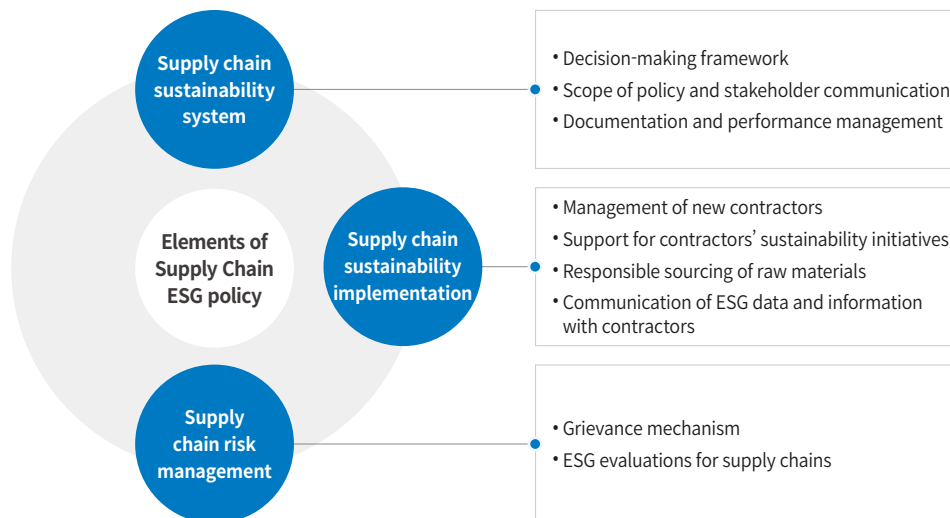 Supply chain
sustainability
system
• Decision-making framework
• Scope of policy and stakeholder communication
• Documentation and performance management
Elements of
Supply Chain
ESG policy
Supply chain
sustainability
implementation
• Management of new contractors
• Support for contractors’ sustainability initiatives
• Responsible sourcing of raw materials
• Communication of ESG data and information
with contractors
Supply
chain risk
management
• Grievance mechanism
• ESG evaluations for supply chains